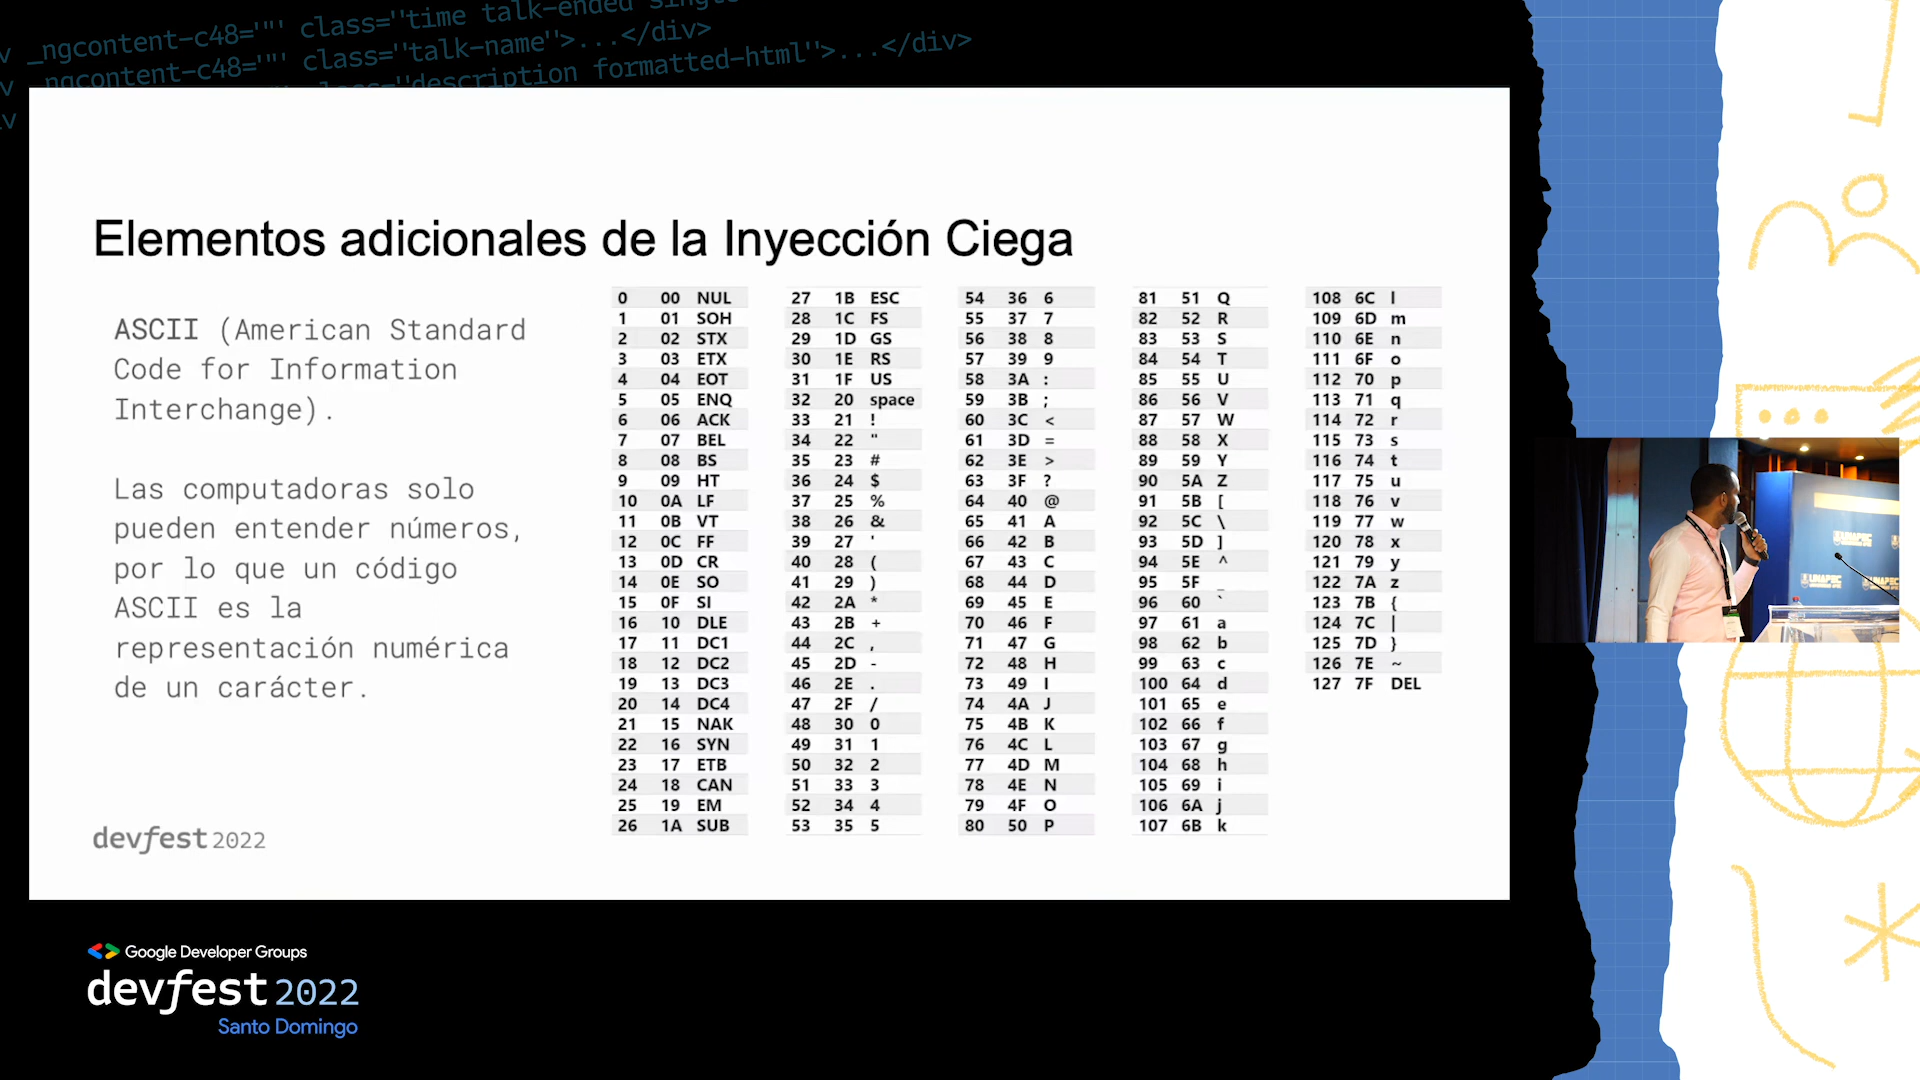 _ngcontent-c48="" class="time talk-ended
_ngcontent-c48="" class="talk-name">...</div>
_ngcontent-c48="" class="description formatted-html">...</div>
Elementos adicionales de la Inyección Ciega
ASCII (American Standard
Code for Information
Interchange).
Las computadoras solo
pueden entender números,
por lo que un código
ASCII es la
representación numérica
de un carácter.
0 00 NUL
1 01 SOH
2 02 STX
3 03 ETX
4 04 EOT
5 05 ENQ
6 06 ACK
7 07 BEL
8 08 BS
9 09 HT
10 0A LF
11 0B VT
12 0C FF
13 0D CR
14 0E SO
15 0F SI
16 10 DLE
17 11 DC1
18 12 DC2
19 13 DC3
20 14 DC4
21 15 NAK
22 16 SYN
23 17 ETB
24 18 CAN
25 19 EM
26 1A SUB
27 1B ESC
28 1C FS
29 1D GS
30 1E RS
31 1F US
32 20 space
33 21 !
34 22 "
35 23 #
36 24 $
37 25 %
38 26 &
39 27 '
40 28 (
41 29 )
42 2A *
43 2B +
44 2C ,
45 2D -
46 2E .
47 2F /
48 30 0
49 31 1
50 32 2
51 33 3
52 34 4
53 35 5
54 36 6
55 37 7
56 38 8
57 39 9
58 3A :
59 3B ;
60 3C <
61 3D =
62 3E >
63 3F ?
64 40 @
65 41 A
66 42 B
67 43 C
68 44 D
69 45 E
70 46 F
71 47 G
72 48 H
73 49 I
74 4A J
75 4B K
76 4C L
77 4D M
78 4E N
79 4F O
80 50 P
81 51 Q
82 52 R
83 53 S
84 54 T
85 55 U
86 56 V
87 57 W
88 58 X
89 59 Y
90 5A Z
91 5B [
92 5C \
93 5D ]
94 5E ^
95 5F _
96 60 `
97 61 a
98 62 b
99 63 c
100 64 d
101 65 e
102 66 f
103 67 g
104 68 h
105 69 i
106 6A j
107 6B k
108 6C l
109 6D m
110 6E n
111 6F o
112 70 p
113 71 q
114 72 r
115 73 s
116 74 t
117 75 u
118 76 v
119 77 w
120 78 x
121 79 y
122 7A z
123 7B {
124 7C |
125 7D }
126 7E ~
127 7F DEL
devfest 2022
UNAPEC
UNAPEC
Google Developer Groups
devfest 2022
Santo Domingo